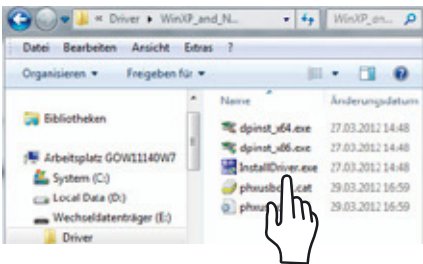 « Driver ▸ WinXP_and_N... WinXP_an...
Datei Bearbeiten Ansicht Extras ?
Organisieren Freigeben für
Name Änderungsdatum
Bibliotheken
Arbeitsplatz GOW11140W7
System (C:)
Local Data (D:)
Wechseldatenträger (E:)
Driver
dpinst_x64.exe 27.03.2012 14:48
dpinst_x86.exe 27.03.2012 14:48
InstallDriver.exe 27.03.2012 14:48
.cat 29.03.2012 16:59
29.03.2012 16:59